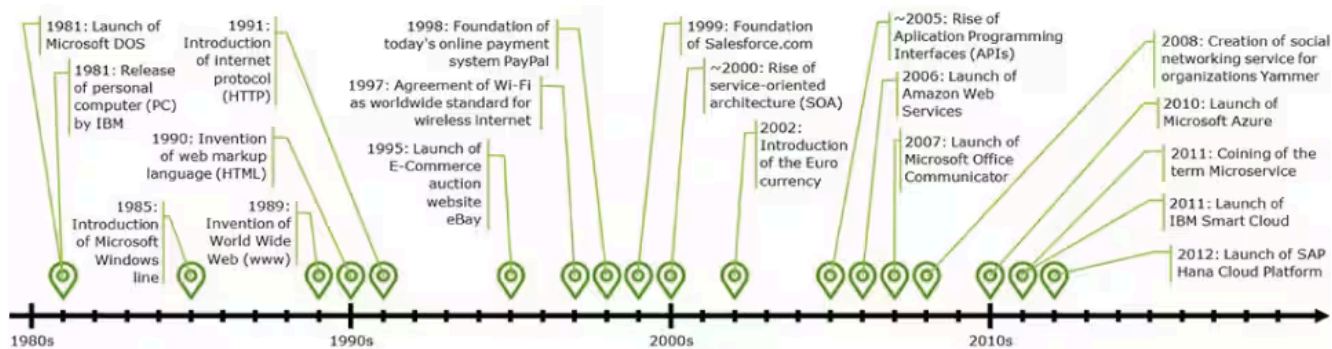 1981: Launch of
Microsoft DOS
1981: Release
of personal
computer (PC)
by IBM
1985:
Introduction
of Microsoft
Windows
line
1989:
Invention of
World Wide
Web (www)
1990: Invention
of web markup
language (HTML)
1991:
Introduction
of internet
protocol
(HTTP)
1995: Launch of
E-Commerce
auction
website
eBay
1997: Agreement of Wi-Fi
as worldwide standard for
wireless internet
1998: Foundation of
today's online payment
system PayPal
1999: Foundation
of Salesforce.com
~2000: Rise of
service-oriented
architecture (SOA)
2002:
Introduction
of the Euro
currency
~2005: Rise of
Aplication Programming
Interfaces (APIs)
2006: Launch of
Amazon Web
Services
2007: Launch of
Microsoft Office
Communicator
2008: Creation of social
networking service for
organizations Yammer
2010: Launch of
Microsoft Azure
2011: Coining of the
term Microservice
2011: Launch of
IBM Smart Cloud
2012: Launch of SAP
Hana Cloud Platform
1980s
1990s
2000s
2010s